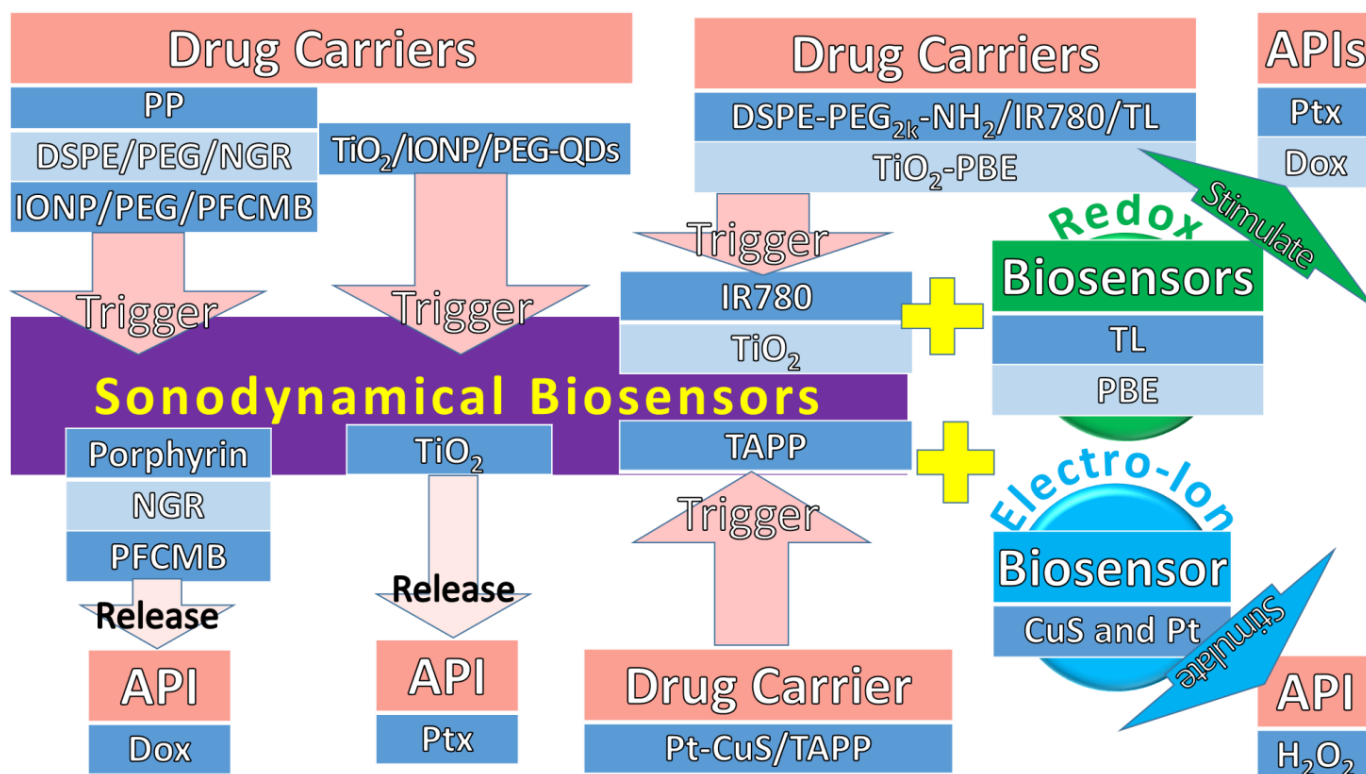 Drug Carriers
PP
DSPE/PEG/NGR
IONP/PEG/PFCMB
TiO₂/IONP/PEG-QDs
Trigger
Trigger
Drug Carriers
DSPE-PEG₂ₖ-NH₂/IR780/TL
TiO₂-PBE
Trigger
IR780
TiO₂
APIs
Ptx
Dox
Stimulate
Redox
Biosensors
TL
PBE
Sonodynamical Biosensors
Porphyrin
NGR
PFCMB
Release
API
Dox
TiO₂
Release
API
Ptx
TAPP
Trigger
Drug Carrier
Pt-CuS/TAPP
Electro-Ion
Biosensor
CuS and Pt
Stimulate
API
H₂O₂